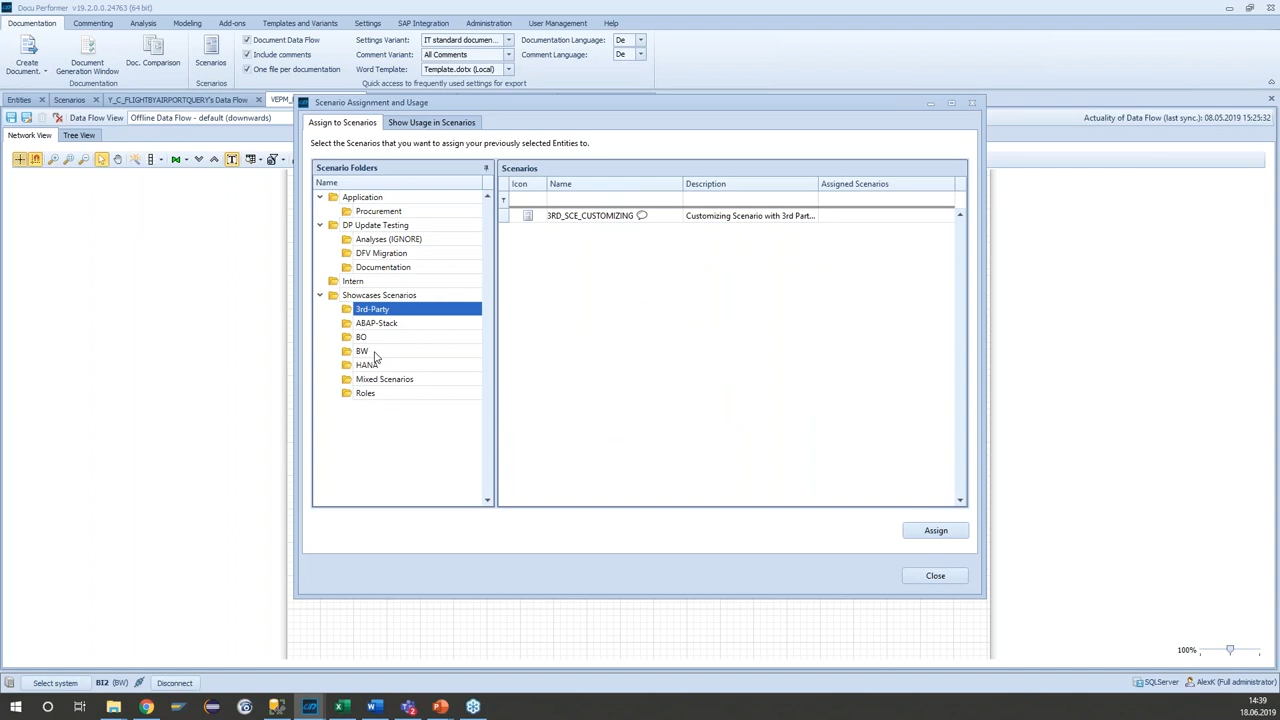 Docu Performer v19.2.0.0.24763 (64 bit)
Documentation Commenting Analysis Modeling Add-ons Templates and Variants Settings SAP Integration Administration User Management Help
Create Document.
Document Generation Window
Doc. Comparison
Scenarios
Document Data Flow
Include comments
One file per documentation
Settings Variant: IT standard documen...
Comment Variant: All Comments
Word Template: Template.dotx (Local)
Documentation Language: De
Comment Language: De
Documentation Scenarios Quick access to frequently used settings for export
Entities Scenarios Y_C_FLIGHTBYAIRPORTQUERY's Data Flow VEPM_
Data Flow View Offline Data Flow - default (downwards) Actuality of Data Flow (last sync.) 08.05.2019 15:25:32
Network View Tree View
Scenario Assignment and Usage
Assign to Scenarios Show Usage in Scenarios
Select the Scenarios that you want to assign your previously selected Entities to.
Scenario Folders
Name
Application
Procurement
DP Update Testing
Analyses (IGNORE)
DFV Migration
Documentation
Intern
Showcases Scenarios
3rd-Party
ABAP-Stack
BO
BW
HANA
Mixed Scenarios
Roles
Scenarios
Icon Name Description Assigned Scenarios
3RD_SCE_CUSTOMIZING Customizing Scenario with 3rd Part...
Assign
Close
100%
Select system BI2 (BW) Disconnect SQLServer AlexK (Full administrator)
14:39
18.06.2019